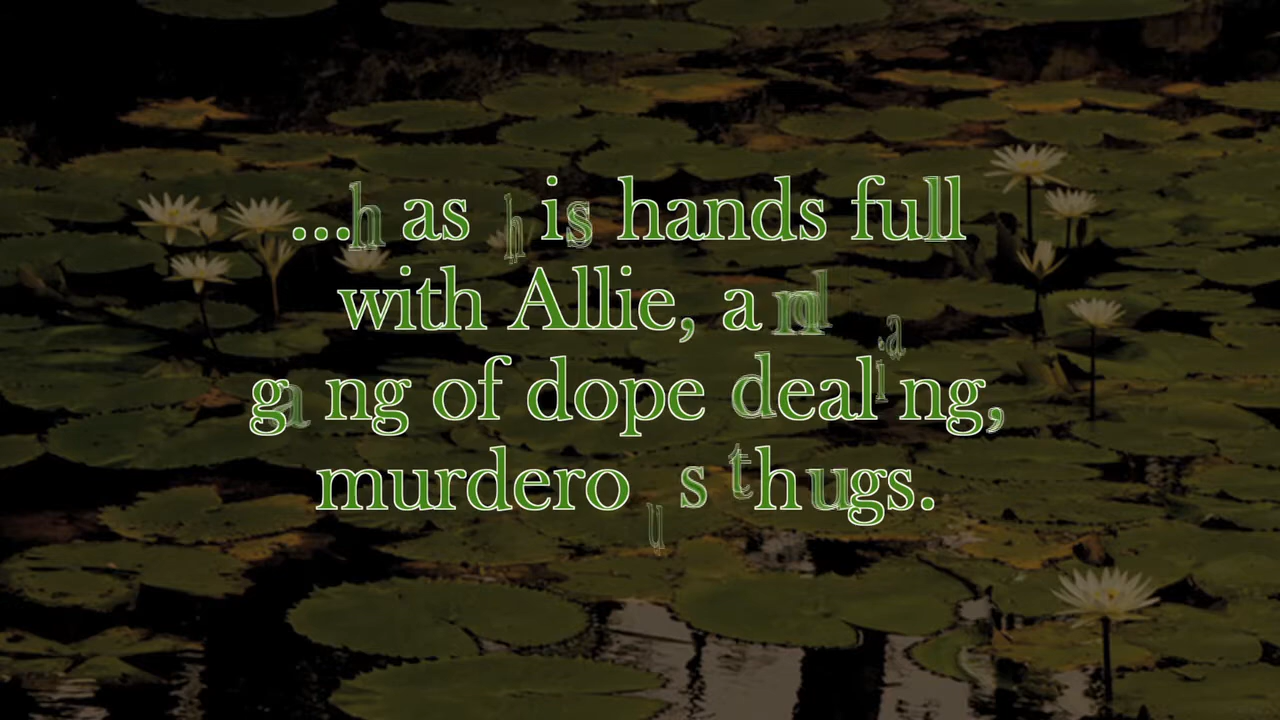 ...has his hands full
with Allie, and a
gang of dope dealing,
murderous thugs.